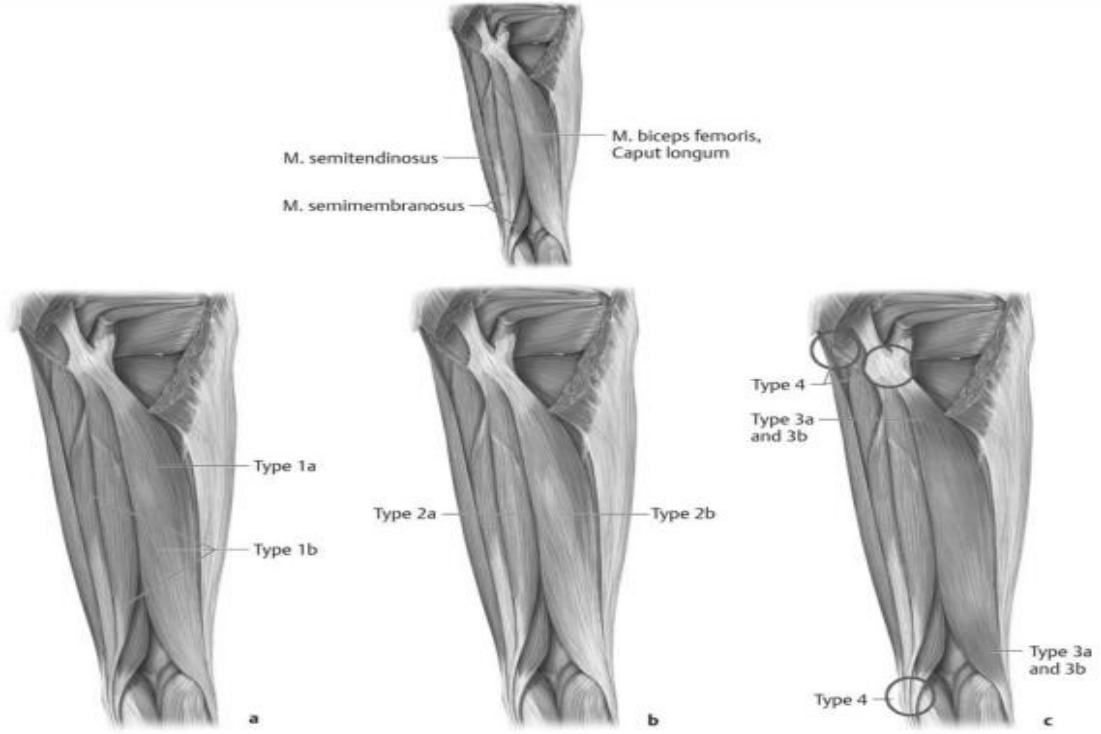 M. biceps femoris,
Caput longum
M. semitendinosus
M. semimembranosus
Type 1a
Type 1b
a
Type 2a
Type 2b
b
Type 4
Type 3a
and 3b
Type 3a
and 3b
Type 4
c